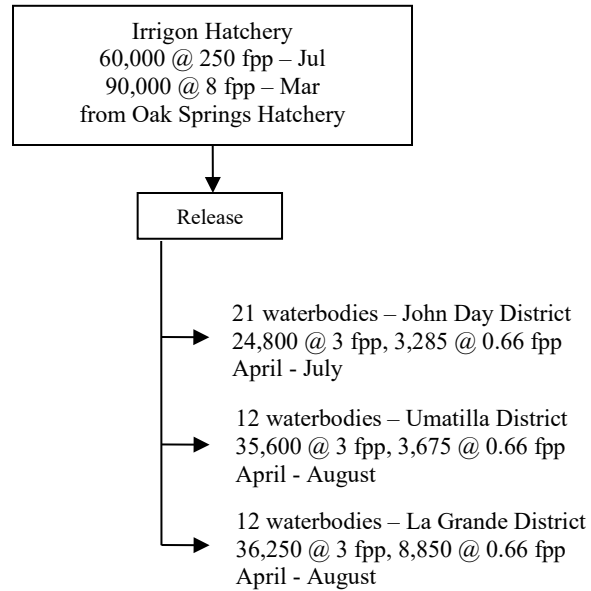 Irrigon Hatchery
60,000 @ 250 fpp – Jul
90,000 @ 8 fpp – Mar
from Oak Springs Hatchery
Release
21 waterbodies – John Day District
24,800 @ 3 fpp, 3,285 @ 0.66 fpp
April - July
12 waterbodies – Umatilla District
35,600 @ 3 fpp, 3,675 @ 0.66 fpp
April - August
12 waterbodies – La Grande District
36,250 @ 3 fpp, 8,850 @ 0.66 fpp
April - August